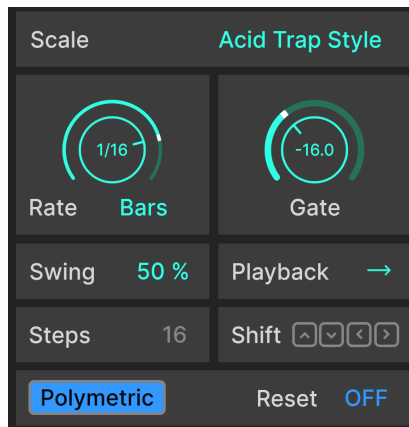 Scale Acid Trap Style
1/16 -16.0
Rate Bars Gate
Swing 50 % Playback →
Steps 16 Shift
Polymetric Reset OFF